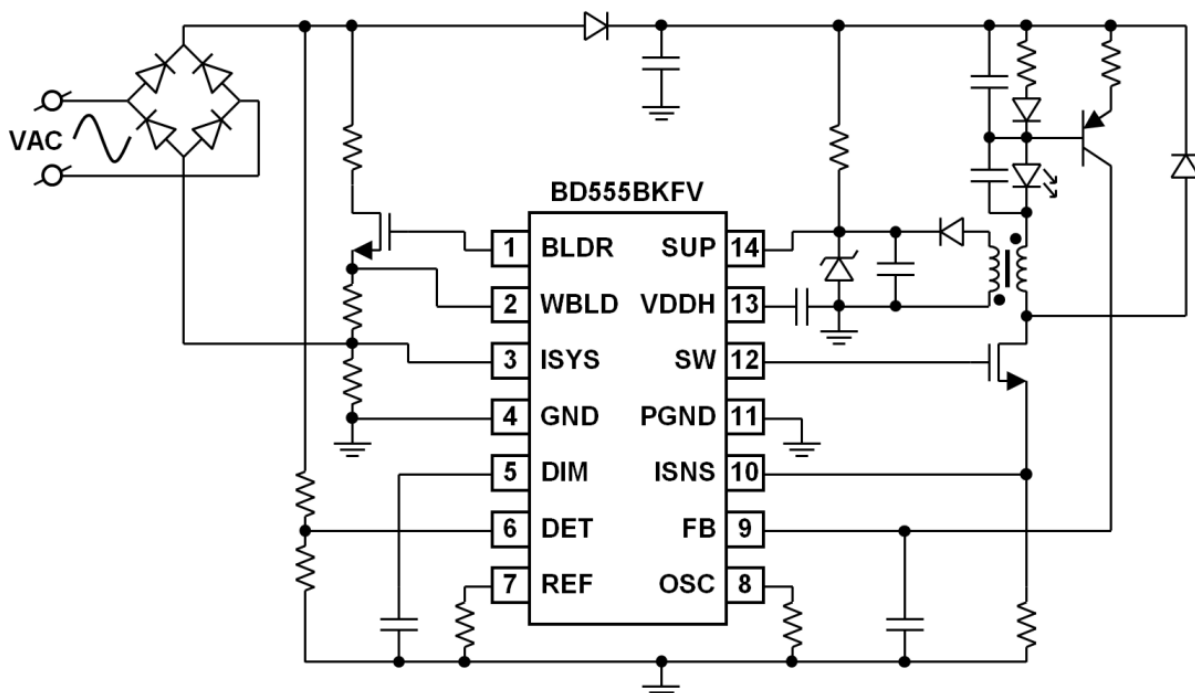 VAC
BD555BKFV
1 BLDR SUP 14
2 WBLD VDDH 13
3 ISYS SW 12
4 GND PGND 11
5 DIM ISNS 10
6 DET FB 9
7 REF OSC 8